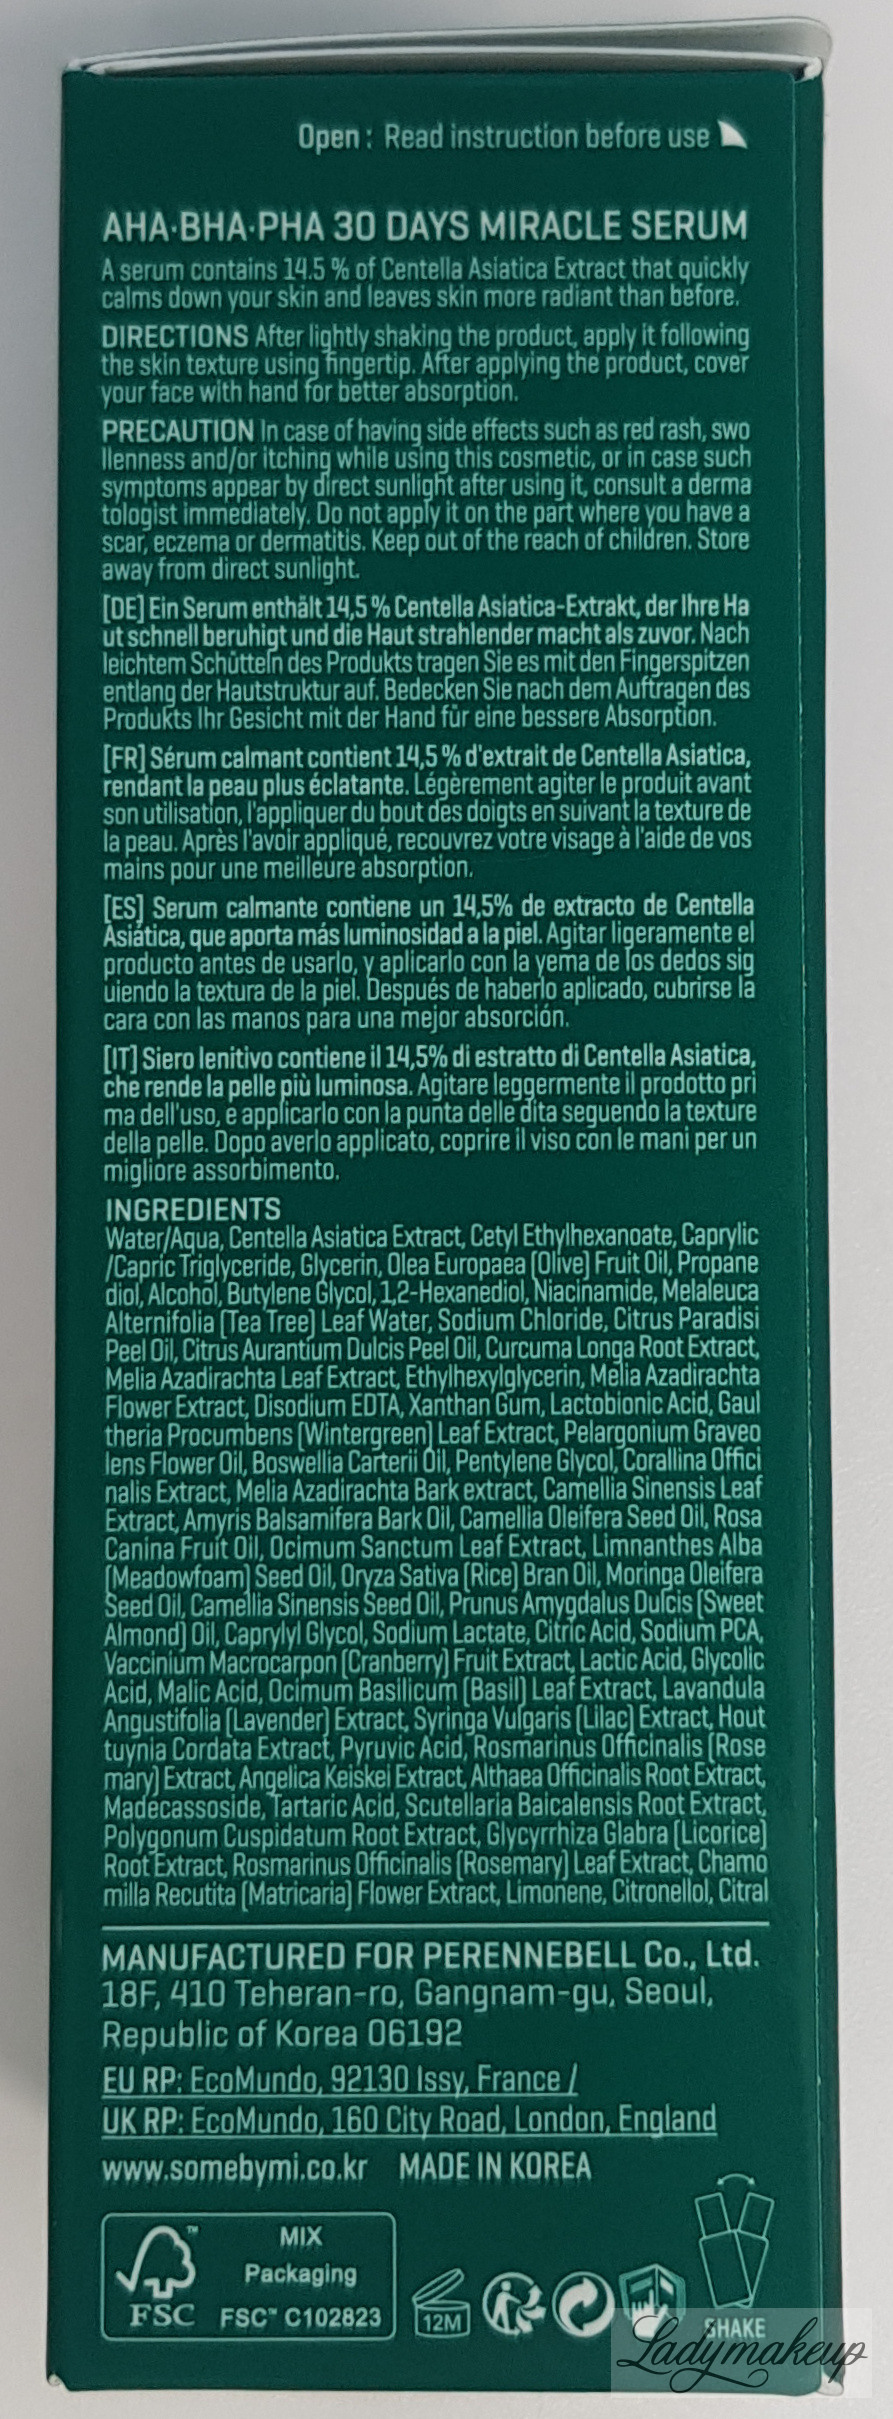 Open : Read instruction before use
AHA·BHA·PHA 30 DAYS MIRACLE SERUM
A serum contains 14.5 % of Centella Asiatica Extract that quickly
calms down your skin and leaves skin more radiant than before.
DIRECTIONS After lightly shaking the product, apply it following
the skin texture using fingertip. After applying the product, cover
your face with hand for better absorption.
PRECAUTION In case of having side effects such as red rash, swo
llenness and/or itching while using this cosmetic, or in case such
symptoms appear by direct sunlight after using it, consult a derma
tologist immediately. Do not apply it on the part where you have a
scar, eczema or dermatitis. Keep out of the reach of children. Store
away from direct sunlight.
[DE] Ein Serum enthält 14,5 % Centella Asiatica-Extrakt, der Ihre Ha
ut schnell beruhigt und die Haut strahlender macht als zuvor. Nach
leichtem Schütteln des Produkts tragen Sie es mit den Fingerspitzen
entlang der Hautstruktur auf. Bedecken Sie nach dem Auftragen des
Produkts Ihr Gesicht mit der Hand für eine bessere Absorption.
[FR] Sérum calmant contient 14,5 % d'extrait de Centella Asiatica,
rendant la peau plus éclatante. Légèrement agiter le produit avant
son utilisation, l'appliquer du bout des doigts en suivant la texture de
la peau. Après l'avoir appliqué, recouvrez votre visage à l'aide de vos
mains pour une meilleure absorption.
[ES] Serum calmante contiene un 14,5% de extracto de Centella
Asiática, que aporta más luminosidad a la piel. Agitar ligeramente el
producto antes de usarlo, y aplicarlo con la yema de los dedos sig
uiendo la textura de la piel. Después de haberlo aplicado, cubrirse la
cara con las manos para una mejor absorción.
[IT] Siero lenitivo contiene il 14,5% di estratto di Centella Asiatica,
che rende la pelle più luminosa. Agitare leggermente il prodotto pri
ma dell'uso, e applicarlo con la punta delle dita seguendo la texture
della pelle. Dopo averlo applicato, coprire il viso con le mani per un
migliore assorbimento.
INGREDIENTS
Water/Aqua, Centella Asiatica Extract, Cetyl Ethylhexanoate, Caprylic
/Capric Triglyceride, Glycerin, Olea Europaea (Olive) Fruit Oil, Propane
diol, Alcohol, Butylene Glycol, 1,2-Hexanediol, Niacinamide, Melaleuca
Alternifolia (Tea Tree) Leaf Water, Sodium Chloride, Citrus Paradisi
Peel Oil, Citrus Aurantium Dulcis Peel Oil, Curcuma Longa Root Extract,
Melia Azadirachta Leaf Extract, Ethylhexylglycerin, Melia Azadirachta
Flower Extract, Disodium EDTA, Xanthan Gum, Lactobionic Acid, Gaul
theria Procumbens (Wintergreen) Leaf Extract, Pelargonium Graveo
lens Flower Oil, Boswellia Carterii Oil, Pentylene Glycol, Corallina Offici
nalis Extract, Melia Azadirachta Bark extract, Camellia Sinensis Leaf
Extract, Amyris Balsamifera Bark Oil, Camellia Oleifera Seed Oil, Rosa
Canina Fruit Oil, Ocimum Sanctum Leaf Extract, Limnanthes Alba
(Meadowfoam) Seed Oil, Oryza Sativa (Rice) Bran Oil, Moringa Oleifera
Seed Oil, Camellia Sinensis Seed Oil, Prunus Amygdalus Dulcis (Sweet
Almond) Oil, Caprylyl Glycol, Sodium Lactate, Citric Acid, Sodium PCA,
Vaccinium Macrocarpon (Cranberry) Fruit Extract, Lactic Acid, Glycolic
Acid, Malic Acid, Ocimum Basilicum (Basil) Leaf Extract, Lavandula
Angustifolia (Lavender) Extract, Syringa Vulgaris (Lilac) Extract, Hout
tuynia Cordata Extract, Pyruvic Acid, Rosmarinus Officinalis (Rose
mary) Extract, Angelica Keiskei Extract, Althaea Officinalis Root Extract,
Madecassoside, Tartaric Acid, Scutellaria Baicalensis Root Extract,
Polygonum Cuspidatum Root Extract, Glycyrrhiza Glabra (Licorice)
Root Extract, Rosmarinus Officinalis (Rosemary) Leaf Extract, Chamo
milla Recutita (Matricaria) Flower Extract, Limonene, Citronellol, Citral
MANUFACTURED FOR PERENNEBELL Co., Ltd.
18F, 410 Teheran-ro, Gangnam-gu, Seoul,
Republic of Korea 06192
EU RP: EcoMundo, 92130 Issy, France /
UK RP: EcoMundo, 160 City Road, London, England
www.somebymi.co.kr MADE IN KOREA
MIX
Packaging
FSC FSC™ C102823
12M
SHAKE
Ladymakeup